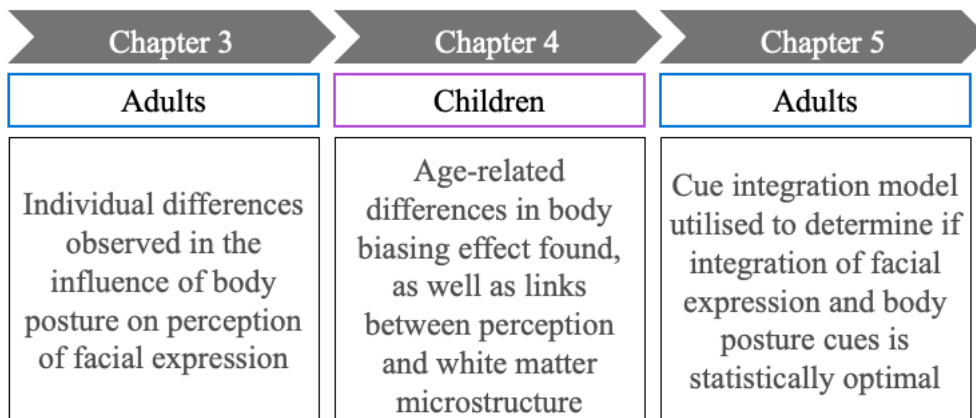 Chapter 3
Chapter 4
Chapter 5
Adults
Children
Adults
Individual differences
observed in the
influence of body
posture on perception
of facial expression
Age-related
differences in body
biasing effect found,
as well as links
between perception
and white matter
microstructure
Cue integration model
utilised to determine if
integration of facial
expression and body
posture cues is
statistically optimal